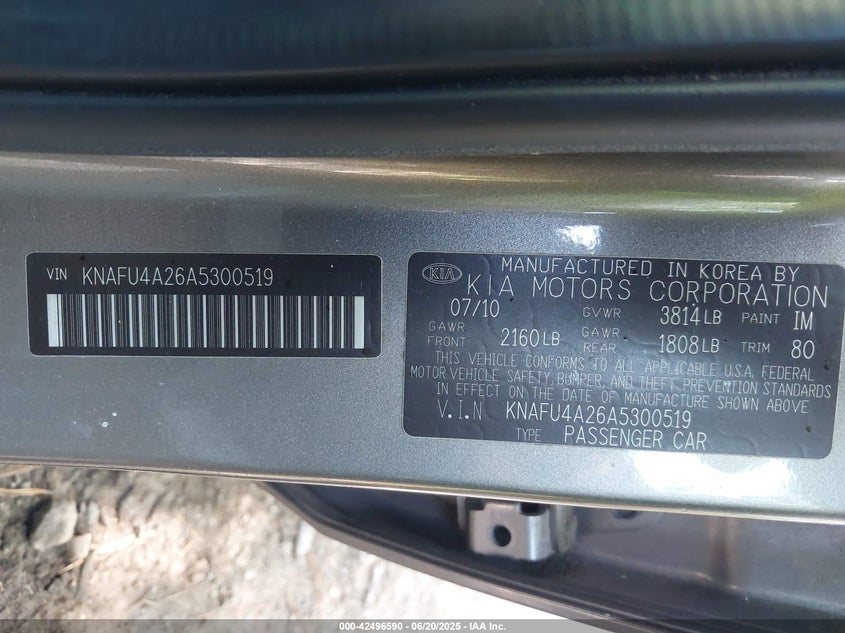 VIN KNAFU4A26A5300519
KIA
MANUFACTURED IN KOREA BY
KIA MOTORS CORPORATION
07/10 GVWR 3814LB PAINT IM
GAWR FRONT 2160LB GAWR REAR 1808LB TRIM 80
THIS VEHICLE CONFORMS TO ALL APPLICABLE U.S.A. FEDERAL
MOTOR VEHICLE SAFETY, BUMPER, AND THEFT PREVENTION STANDARDS
IN EFFECT ON THE DATE OF MANUFACTURE SHOWN ABOVE
V.I.N KNAFU4A26A5300519
TYPE PASSENGER CAR
000-42496590 - 06/20/2025 - IAA Inc.